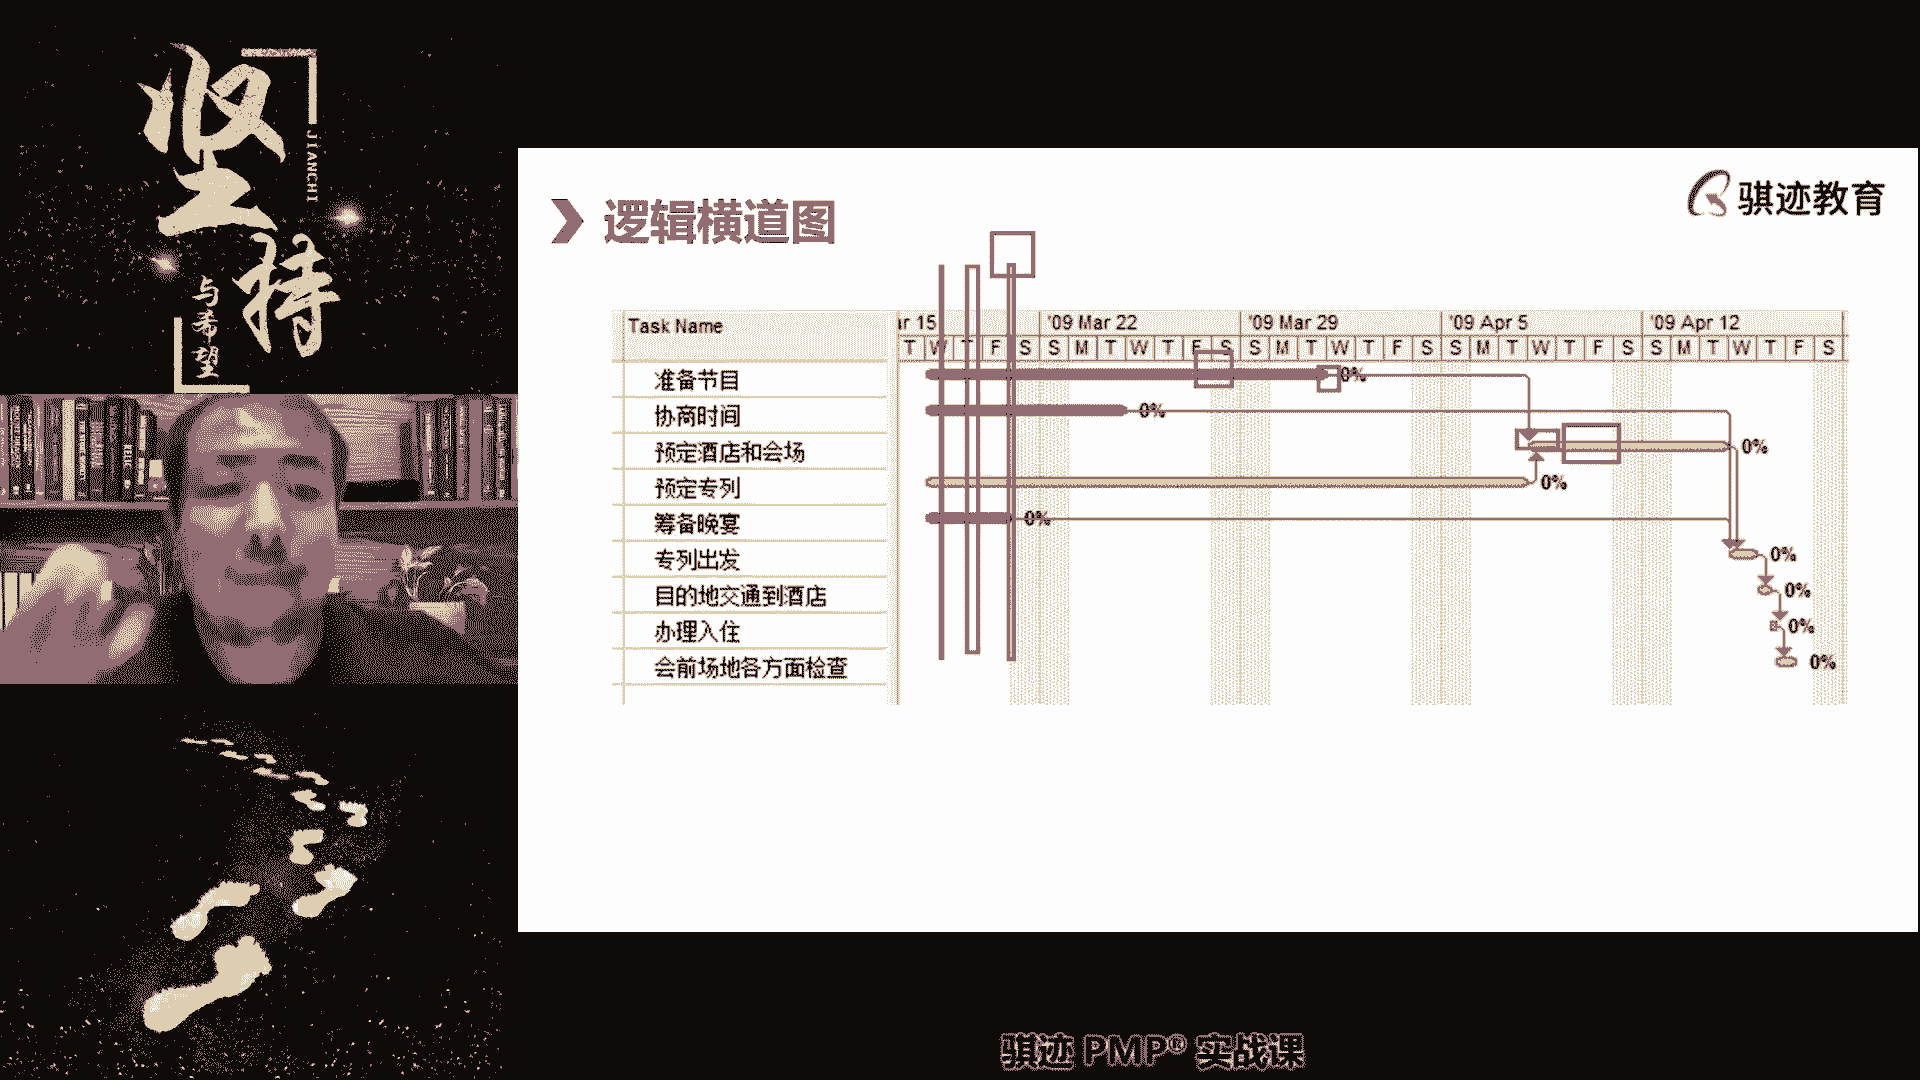 坚持
JIANCHI
与希望
逻辑横道图
骐迹教育
Task Name
ar 15
'09 Mar 22
'09 Mar 29
'09 Apr 5
'09 Apr 12
T W T F S S M T W T F S S M T W T F S S M T W T F S S M T W T F S
准备节目
0%
协商时间
0%
预定酒店和会场
0%
预定专列
0%
筹备晚宴
0%
专列出发
0%
目的地交通到酒店
0%
办理入住
0%
会前场地各方面检查
0%
骐迹 PMP® 实战课